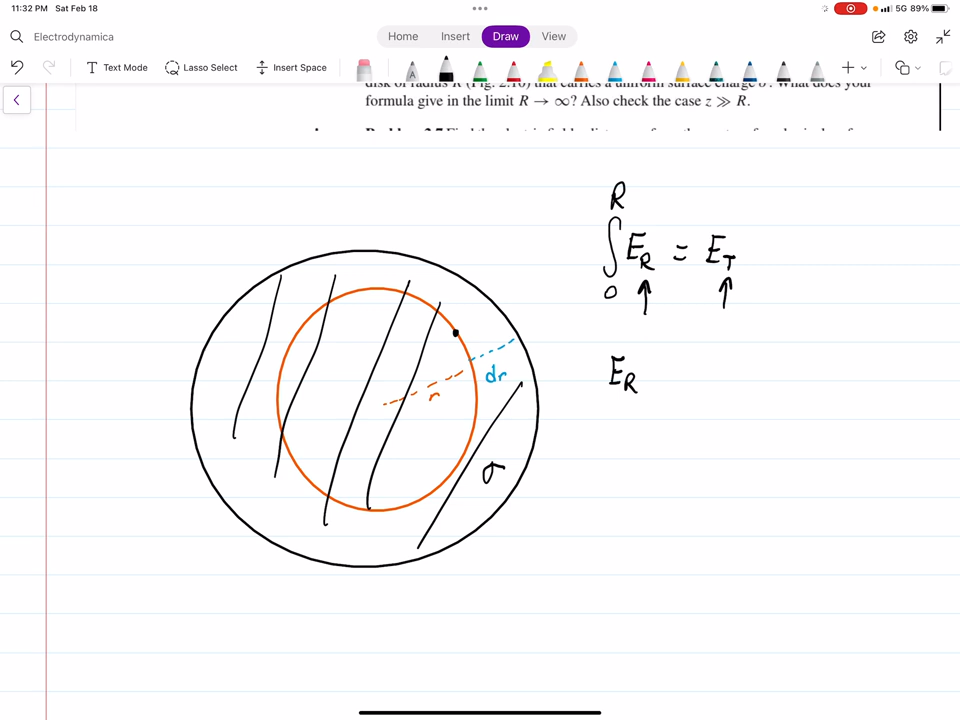 11:32 PM Sat Feb 18
5G 89%
Electrodynamica
Home Insert Draw View
Text Mode Lasso Select Insert Space
formula give in the limit R → ∞? Also check the case z ≫ R.
R
∫ E_R = E_T
0 ↑ ↑
E_R
dr
r
σ